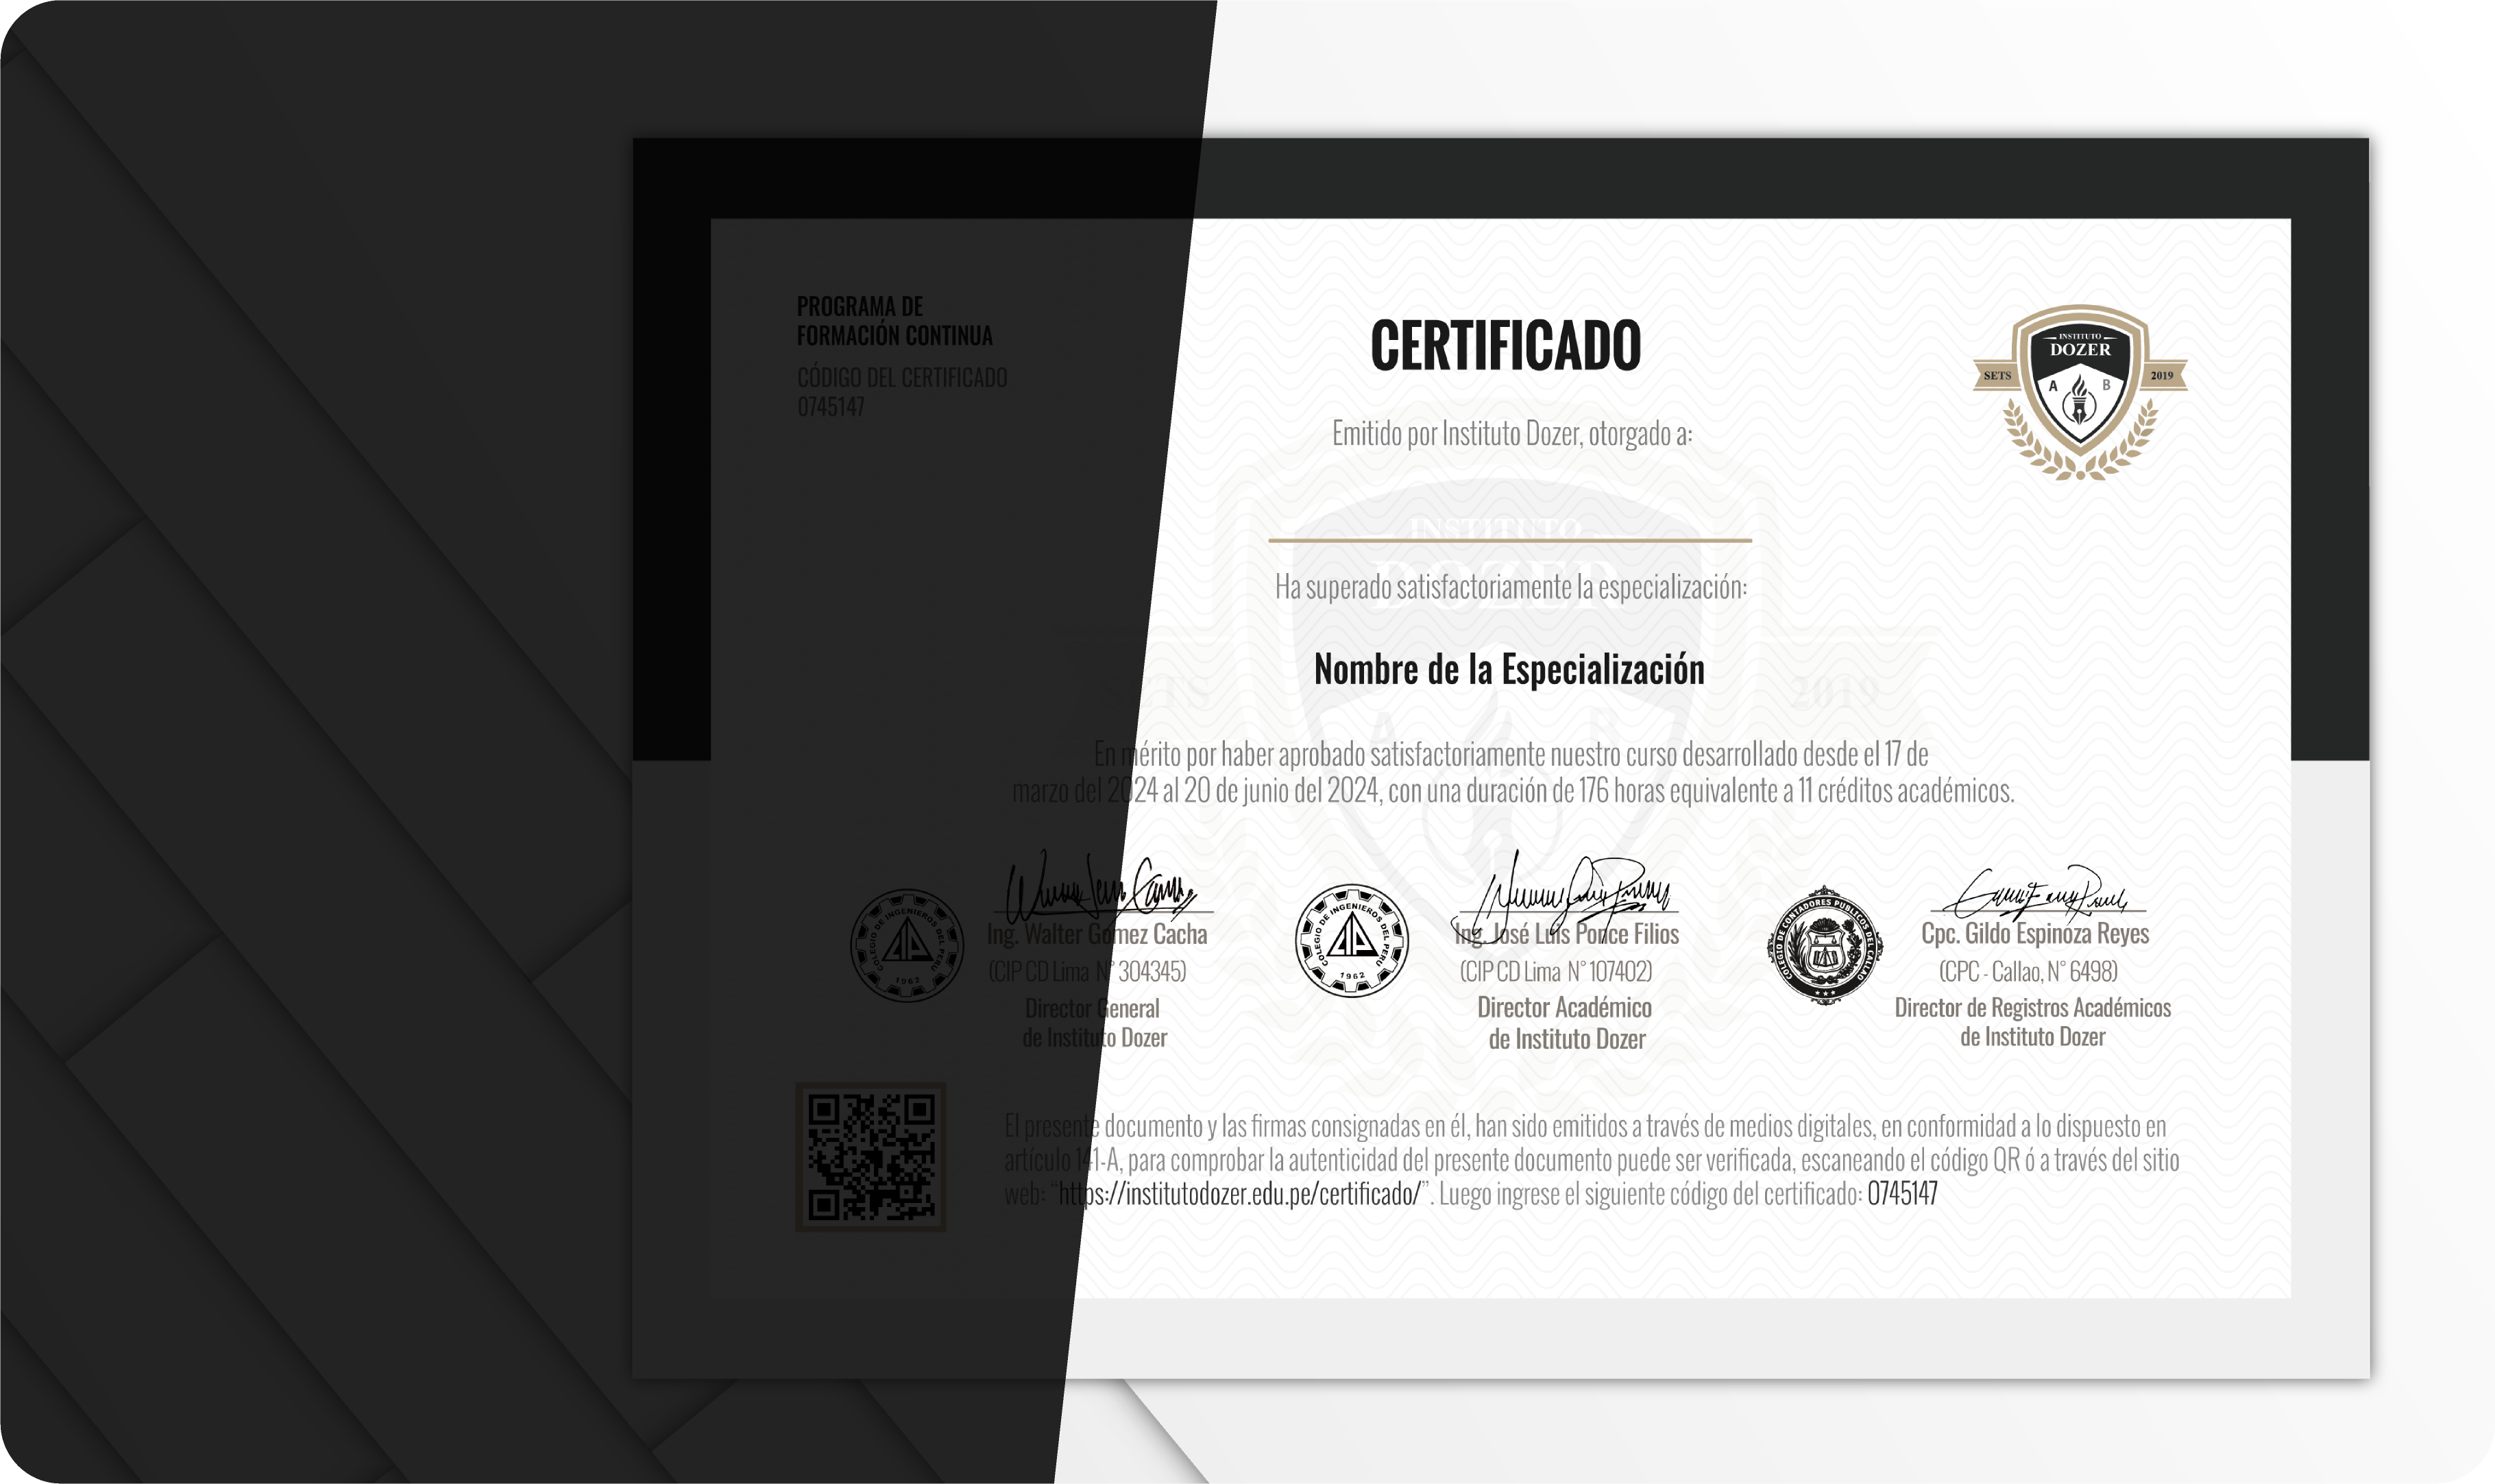 PROGRAMA DE
FORMACIÓN CONTINUA
CÓDIGO DEL CERTIFICADO
0745147
CERTIFICADO
INSTITUTO
DOZER
SETS
2019
A B
Emitido por Instituto Dozer, otorgado a:
INSTITUTO
DOZER
Ha superado satisfactoriamente la especialización:
Nombre de la Especialización
SETS
2019
A B
En mérito por haber aprobado satisfactoriamente nuestro curso desarrollado desde el 17 de
marzo del 2024 al 20 de junio del 2024, con una duración de 176 horas equivalente a 11 créditos académicos.
COLEGIO DE INGENIEROS DEL PERU
1962
Ing. Walter Gómez Cacha
(CIP CD Lima N° 304345)
Director General
de Instituto Dozer
COLEGIO DE INGENIEROS DEL PERU
1962
Ing. José Luis Ponce Filios
(CIP CD Lima N° 107402)
Director Académico
de Instituto Dozer
COLEGIO DE CONTADORES PUBLICOS DEL CALLAO
Cpc. Gildo Espinoza Reyes
(CPC - Callao, N° 6498)
Director de Registros Académicos
de Instituto Dozer
El presente documento y las firmas consignadas en él, han sido emitidos a través de medios digitales, en conformidad a lo dispuesto en
artículo 141-A, para comprobar la autenticidad del presente documento puede ser verificada, escaneando el código QR ó a través del sitio
web: “https://institutodozer.edu.pe/certificado/”. Luego ingrese el siguiente código del certificado: 0745147